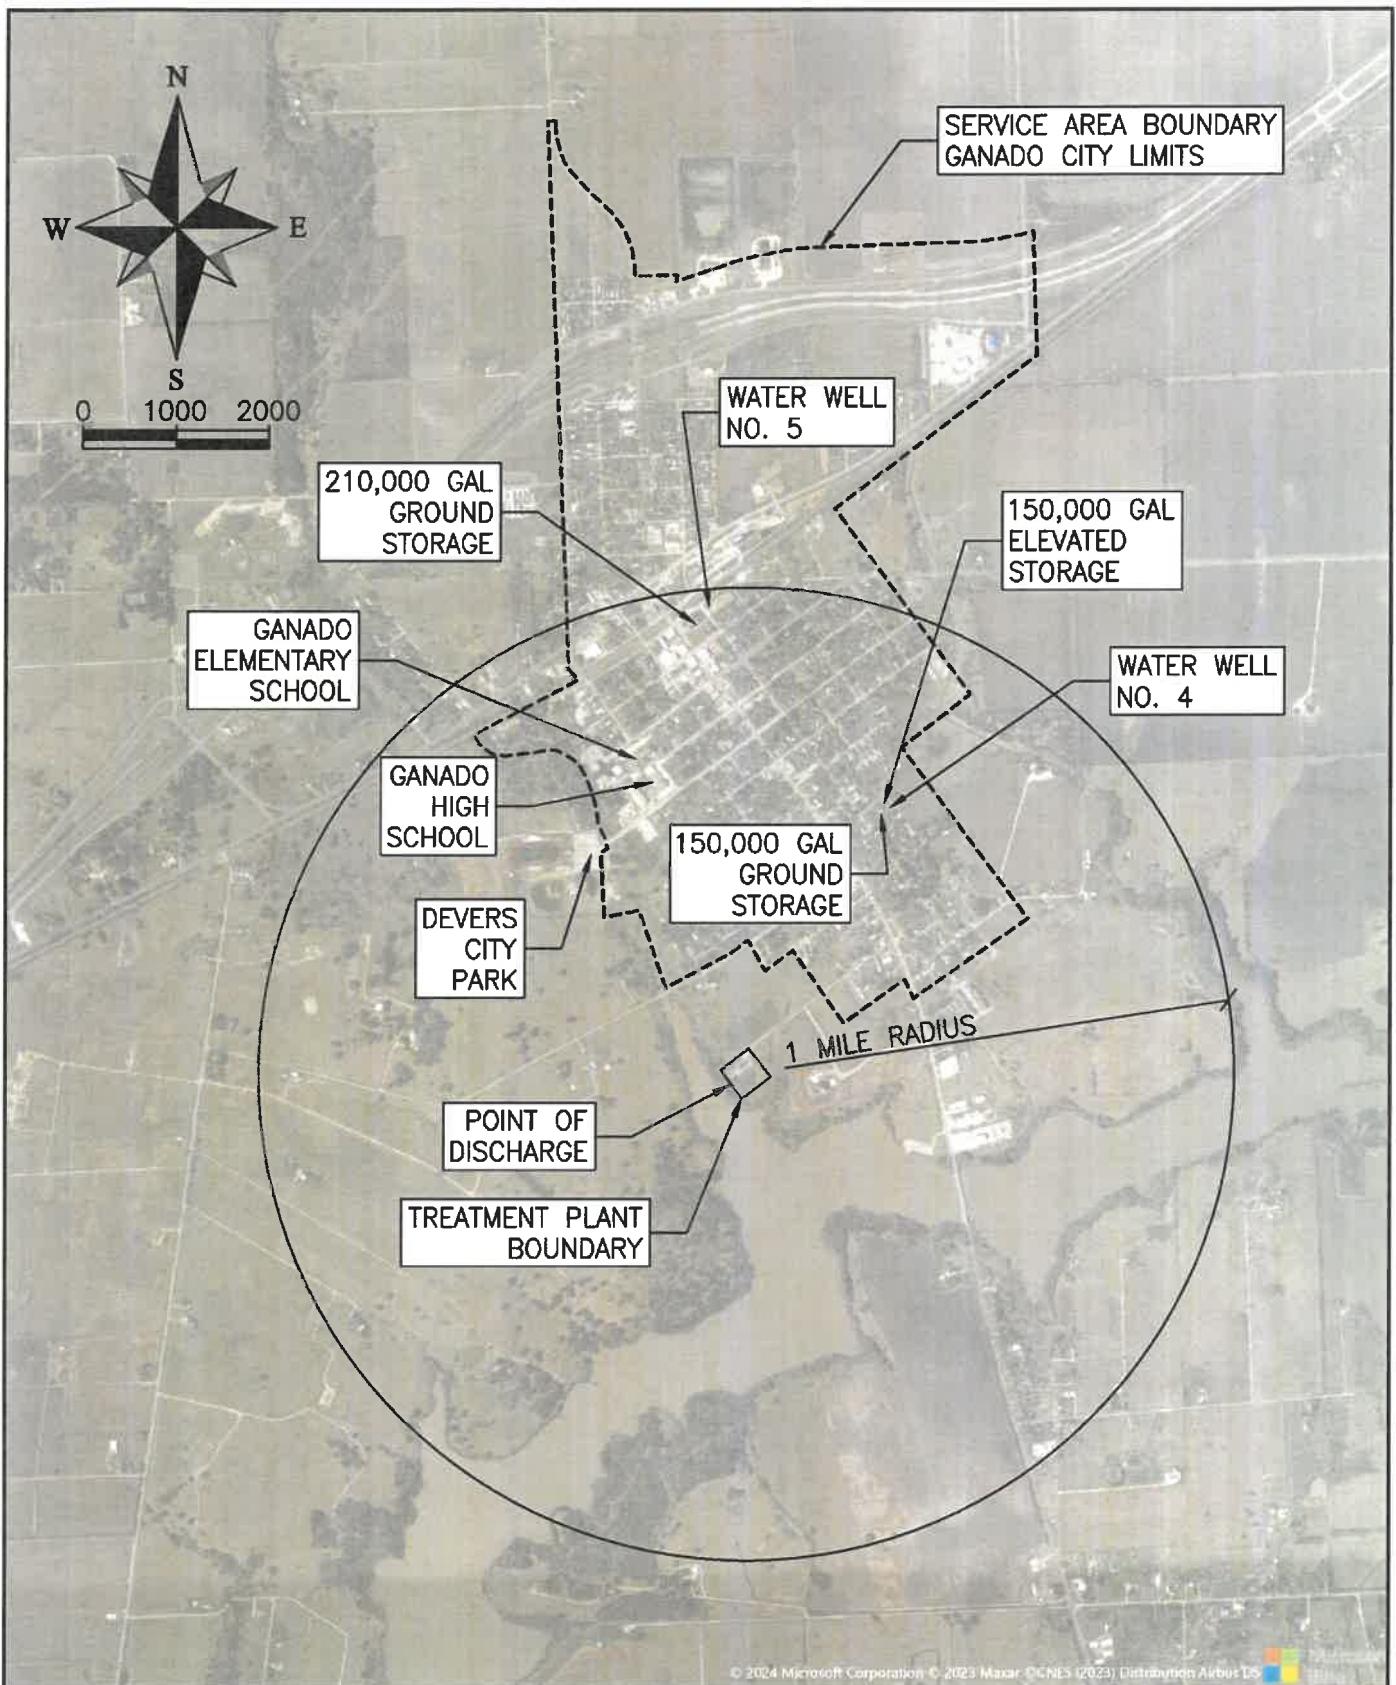 N
W
E
S
0 1000 2000
SERVICE AREA BOUNDARY
GANADO CITY LIMITS
WATER WELL
NO. 5
210,000 GAL
GROUND
STORAGE
150,000 GAL
ELEVATED
STORAGE
GANADO
ELEMENTARY
SCHOOL
WATER WELL
NO. 4
GANADO
HIGH
SCHOOL
150,000 GAL
GROUND
STORAGE
DEVERS
CITY
PARK
1 MILE RADIUS
POINT OF
DISCHARGE
TREATMENT PLANT
BOUNDARY
© 2024 Microsoft Corporation © 2023 Maxar ©CNES (2023) Distribution Airbus DS